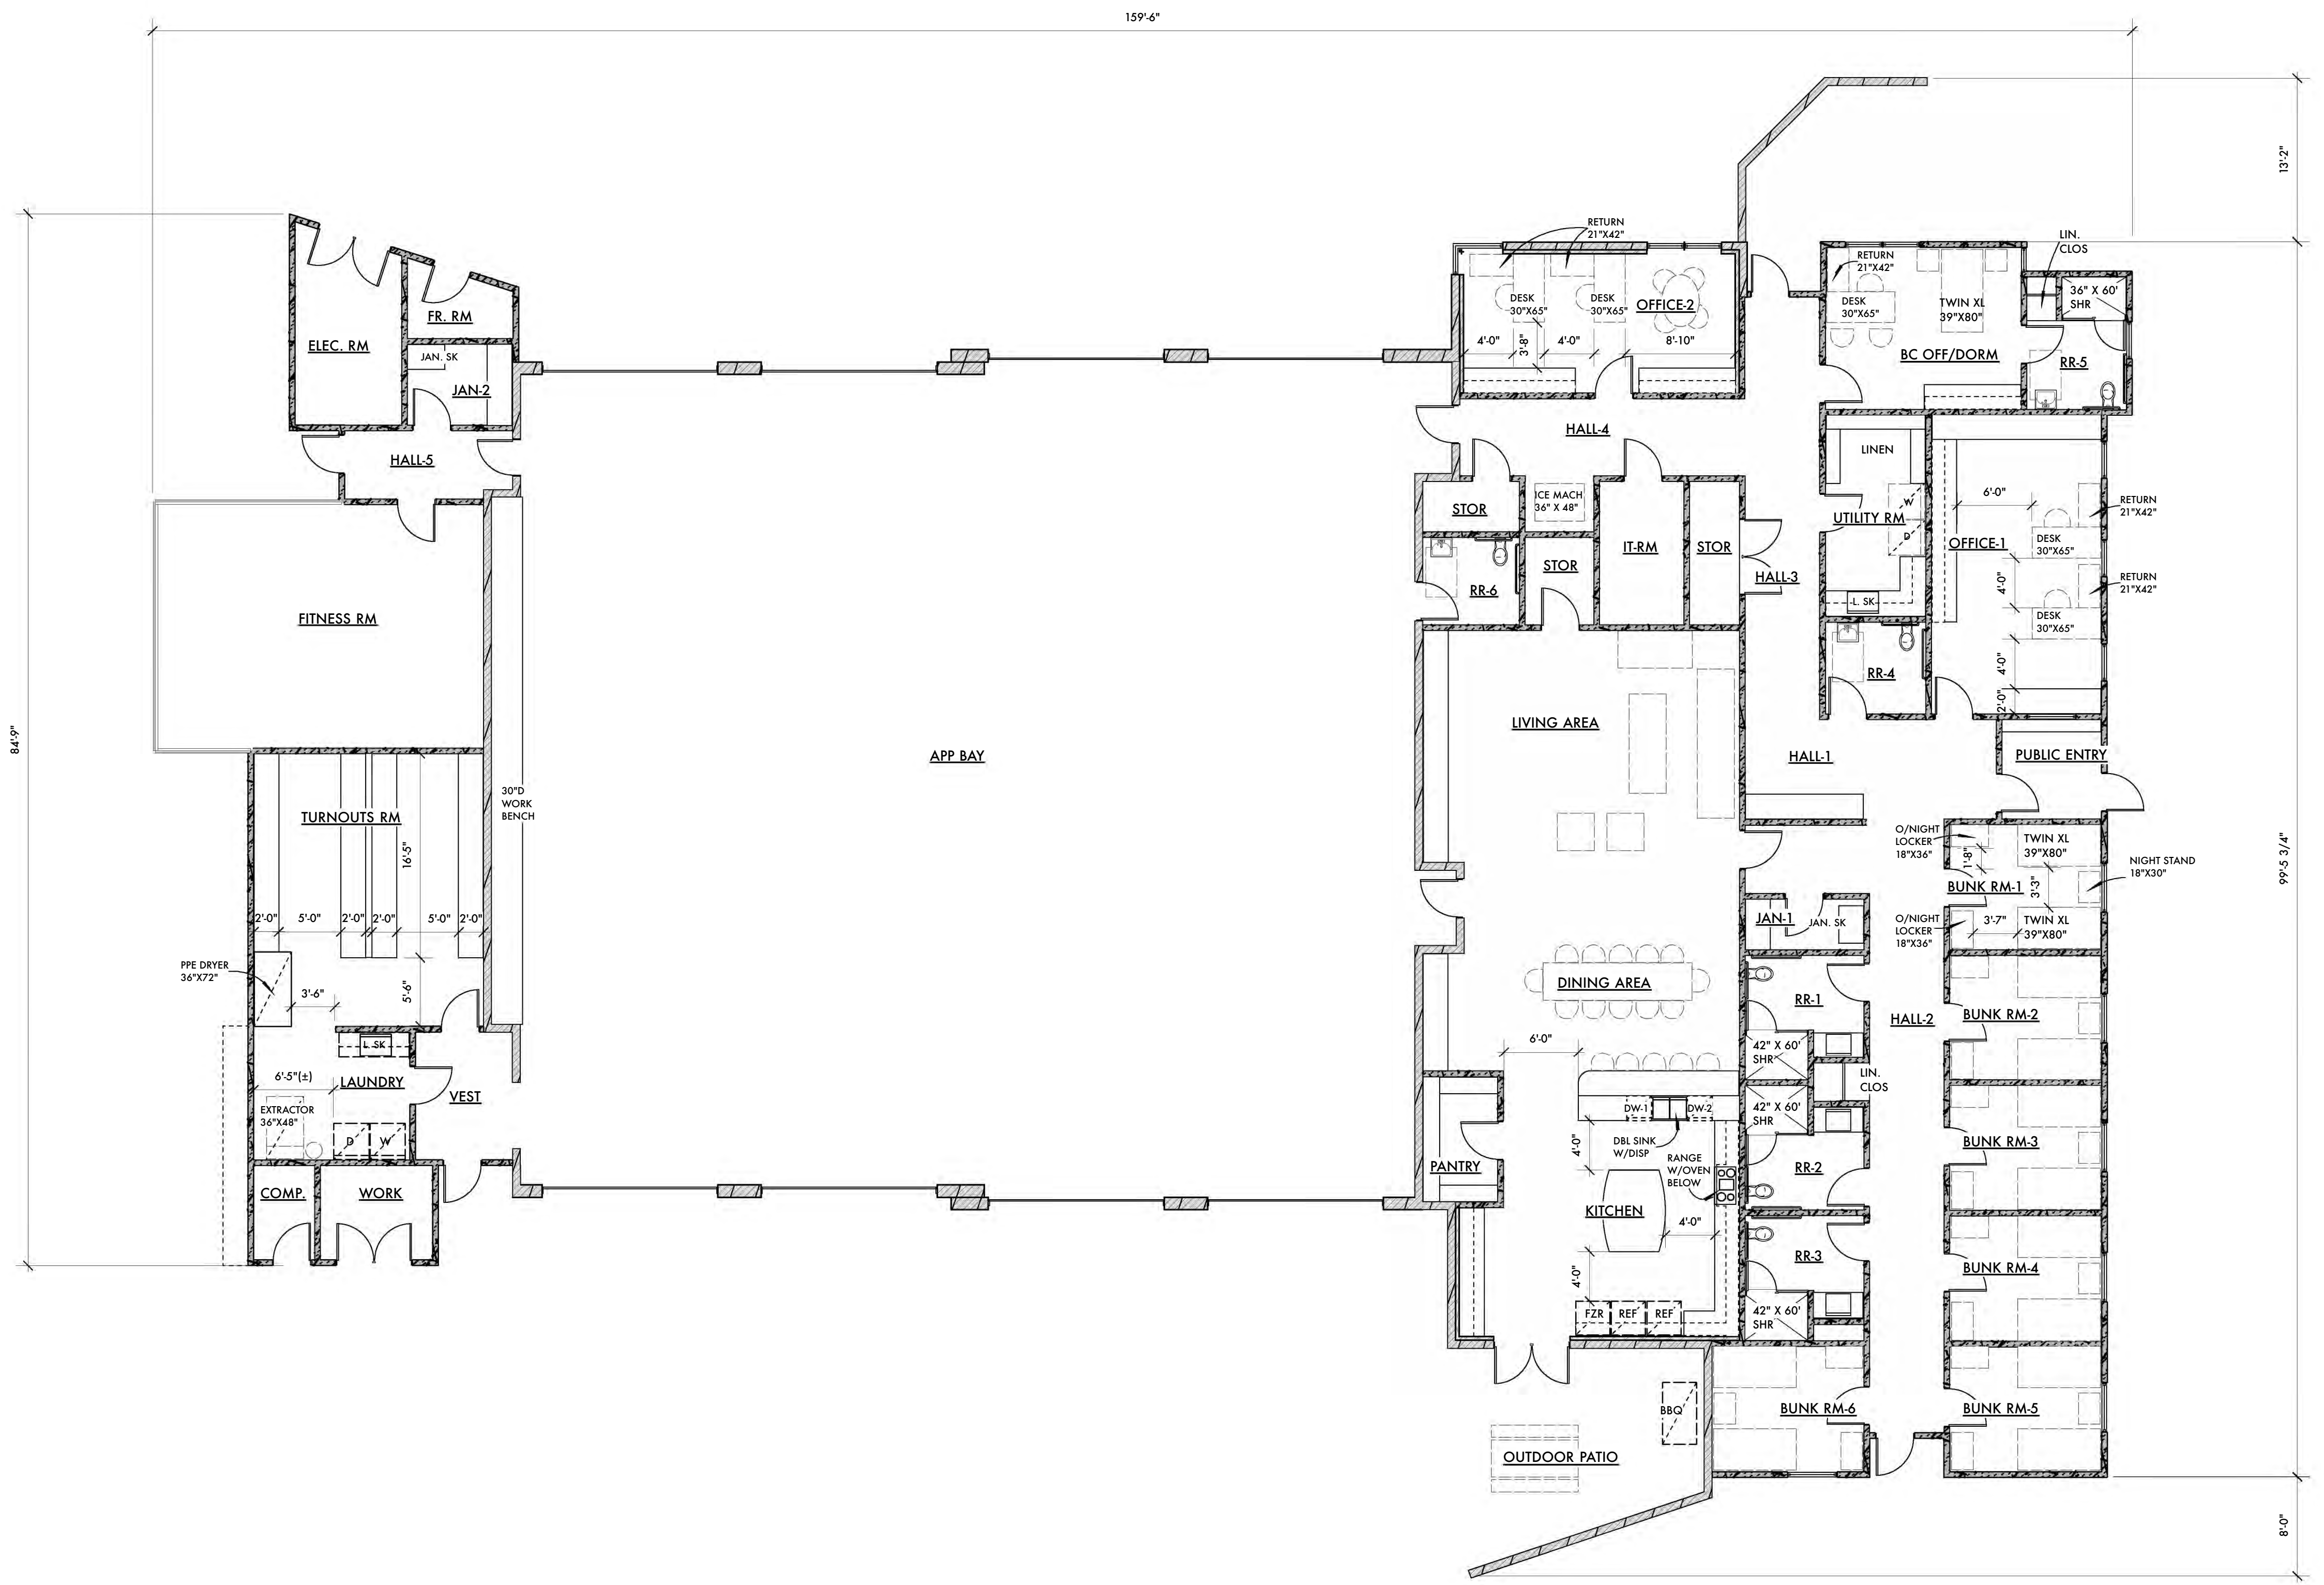 159'-6"
13'-2"
84'-9"
99'-5 3/4"
8'-0"
ELEC. RM
FR. RM
JAN. SK
JAN-2
HALL-5
FITNESS RM
TURNOUTS RM
16'-5"
2'-0"
5'-0"
2'-0"
2'-0"
5'-0"
2'-0"
PPE DRYER
36"X72"
3'-6"
5'-6"
L. SK
6'-5"(±)
LAUNDRY
VEST
EXTRACTOR
36"X48"
D
W
COMP.
WORK
30"D
WORK
BENCH
APP BAY
RETURN
21"X42"
DESK
30"X65"
DESK
30"X65"
OFFICE-2
4'-0"
3'-8"
4'-0"
8'-10"
HALL-4
STOR
ICE MACH
36" X 48"
IT-RM
STOR
STOR
RR-6
HALL-3
RETURN
21"X42"
DESK
30"X65"
TWIN XL
39"X80"
BC OFF/DORM
LIN.
CLOS
36" X 60'
SHR
RR-5
LINEN
W
UTILITY RM
D
L. SK
RR-4
6'-0"
OFFICE-1
RETURN
21"X42"
DESK
30"X65"
4'-0"
RETURN
21"X42"
DESK
30"X65"
4'-0"
2'-0"
LIVING AREA
HALL-1
PUBLIC ENTRY
O/NIGHT
LOCKER
18"X36"
1'-8"
TWIN XL
39"X80"
NIGHT STAND
18"X30"
BUNK RM-1
3'-3"
O/NIGHT
LOCKER
18"X36"
3'-7"
TWIN XL
39"X80"
JAN-1
JAN. SK
DINING AREA
RR-1
HALL-2
BUNK RM-2
6'-0"
42" X 60'
SHR
LIN.
CLOS
42" X 60'
SHR
DW-1
DW-2
DBL SINK
W/DISP
4'-0"
RANGE
W/OVEN
BELOW
PANTRY
RR-2
BUNK RM-3
KITCHEN
4'-0"
RR-3
BUNK RM-4
4'-0"
FZR
REF
REF
42" X 60'
SHR
BBQ
BUNK RM-6
BUNK RM-5
OUTDOOR PATIO